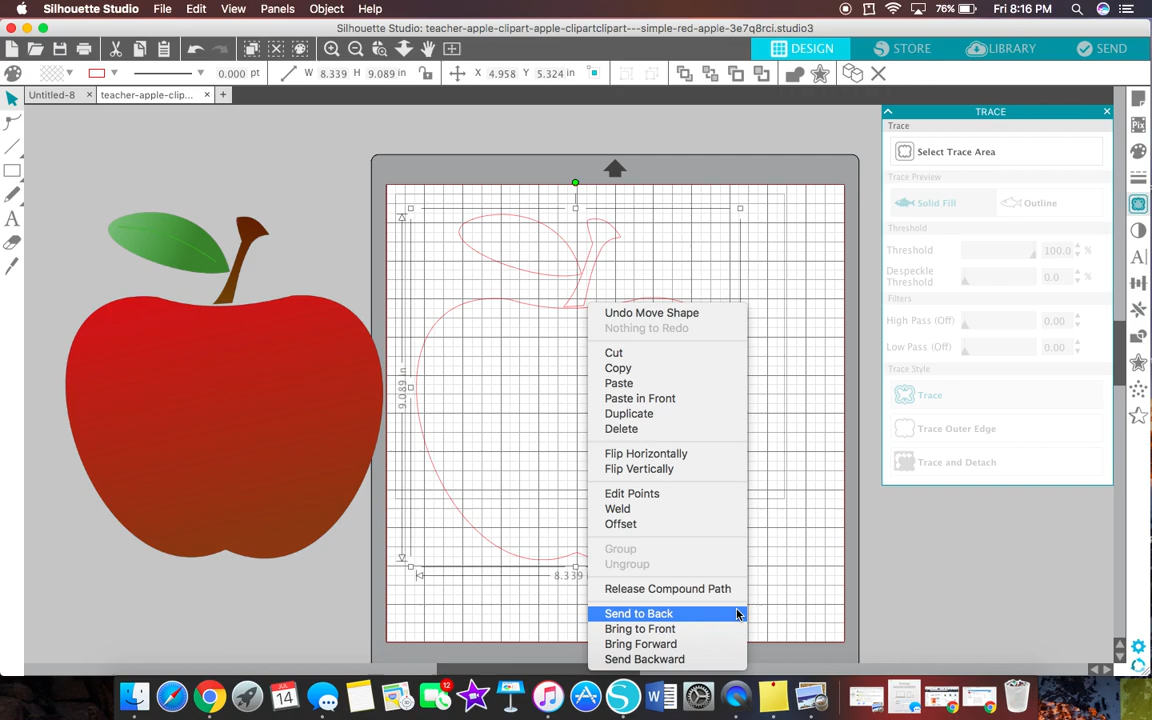 Silhouette Studio File Edit View Panels Object Help 76% Fri 8:16 PM
Silhouette Studio: teacher-apple-clipart-apple-clipartclipart---simple-red-apple-3e7q8rci.studio3
DESIGN STORE LIBRARY SEND
0.000 pt W 8.339 H 9.089 in X 4.958 Y 5.324 in
Untitled-8 × teacher-apple-clip... × +
TRACE
Trace
Select Trace Area
Trace Preview
Solid Fill Outline
Threshold
Threshold 100.0 %
Despeckle Threshold 0.0 %
Filters
High Pass (Off) 0.00
Low Pass (Off) 0.00
Trace Style
Trace
Trace Outer Edge
Trace and Detach
Undo Move Shape
Nothing to Redo
Cut
Copy
Paste
Paste in Front
Duplicate
Delete
Flip Horizontally
Flip Vertically
Edit Points
Weld
Offset
Group
Ungroup
Release Compound Path
Send to Back
Bring to Front
Bring Forward
Send Backward
9.089 in
8.339
JUL
14
12